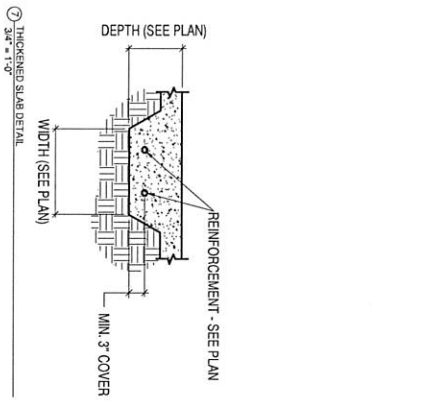 DEPTH (SEE PLAN)
WIDTH (SEE PLAN)
REINFORCEMENT - SEE PLAN
MIN. 3" COVER
7 THICKENED SLAB DETAIL
3/4" = 1'-0"